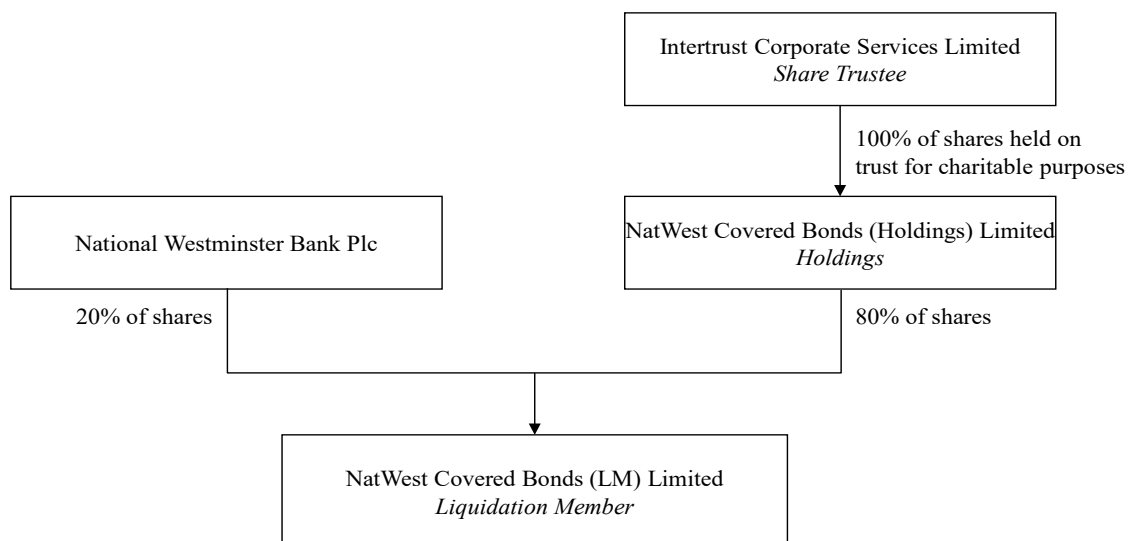 Intertrust Corporate Services Limited
Share Trustee
100% of shares held on
trust for charitable purposes
National Westminster Bank Plc
NatWest Covered Bonds (Holdings) Limited
Holdings
20% of shares
80% of shares
NatWest Covered Bonds (LM) Limited
Liquidation Member